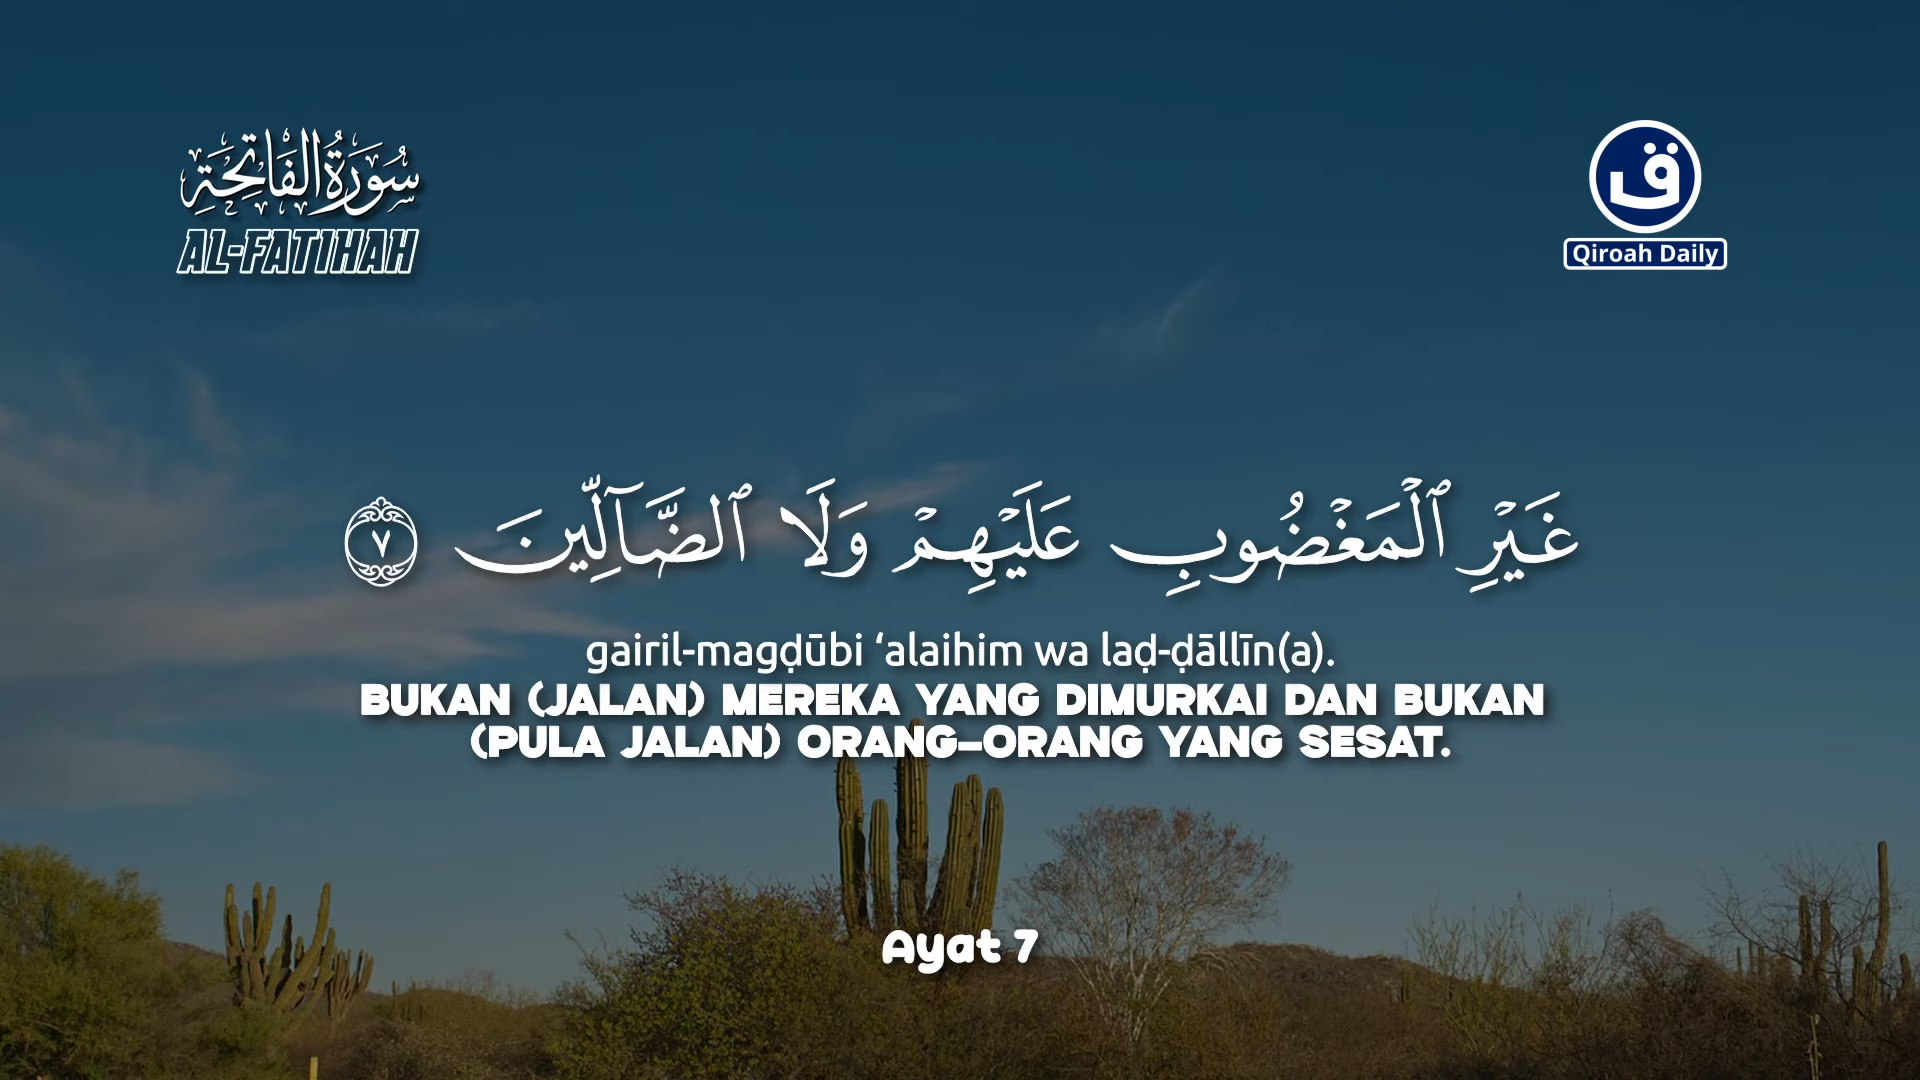 سُورَةُ الْفَاتِحَةِ
AL-FATIHAH
ق
Qiroah Daily
غَيْرِ ٱلْمَغْضُوبِ عَلَيْهِمْ وَلَا ٱلضَّآلِّينَ ٧
gairil-magḍūbi ‘alaihim wa laḍ-ḍāllīn(a).
BUKAN (JALAN) MEREKA YANG DIMURKAI DAN BUKAN
(PULA JALAN) ORANG-ORANG YANG SESAT.
Ayat 7